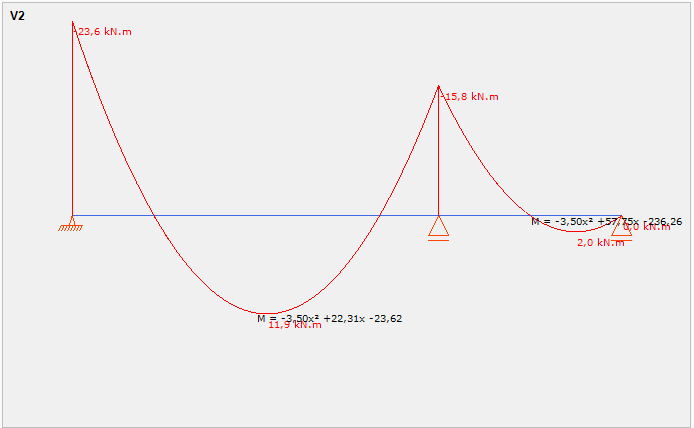 V2
-23,6 kN.m
-15,8 kN.m
M = -3,50x² +57,75x -236,26
0,0 kN.m
2,0 kN.m
M = -3,50x² +22,31x -23,62
11,9 kN.m